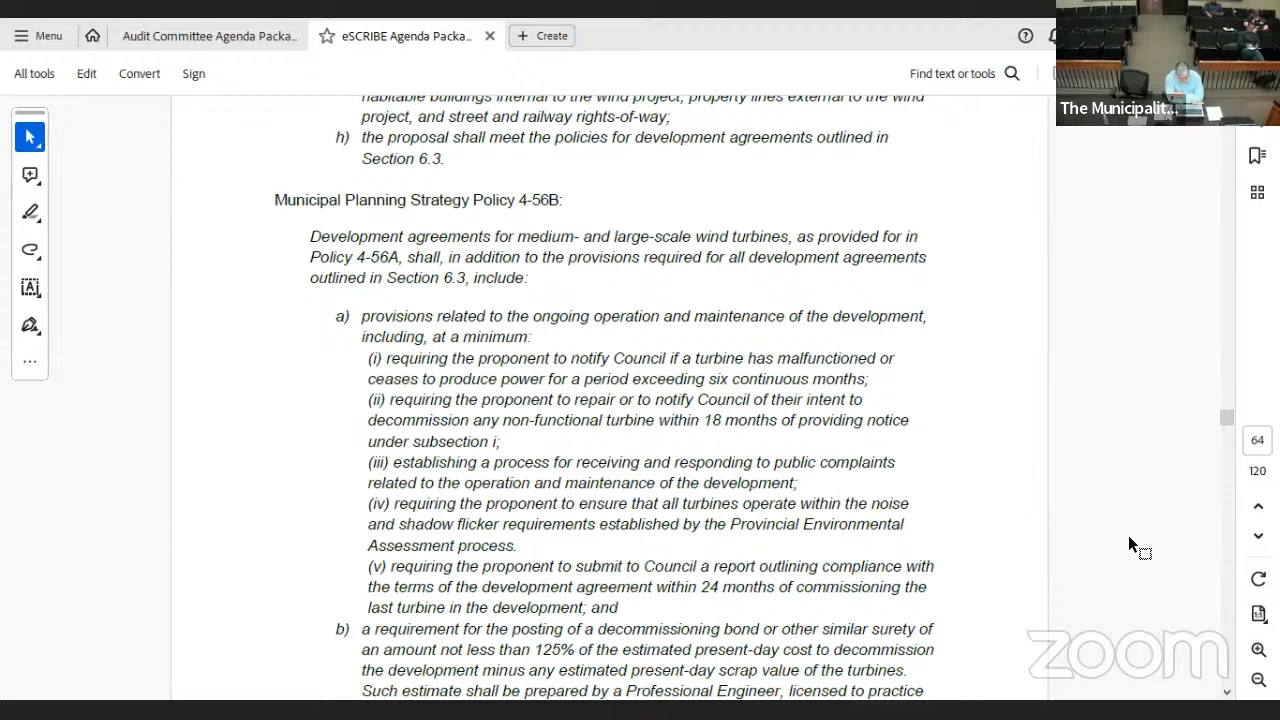 Menu
Audit Committee Agenda Packa...
eSCRIBE Agenda Packa...
Create
All tools
Edit
Convert
Sign
Find text or tools
The Municipalit...
habitable buildings internal to the wind project, property lines external to the wind
project, and street and railway rights-of-way;
h) the proposal shall meet the policies for development agreements outlined in
Section 6.3.
Municipal Planning Strategy Policy 4-56B:
Development agreements for medium- and large-scale wind turbines, as provided for in
Policy 4-56A, shall, in addition to the provisions required for all development agreements
outlined in Section 6.3, include:
a) provisions related to the ongoing operation and maintenance of the development,
including, at a minimum:
(i) requiring the proponent to notify Council if a turbine has malfunctioned or
ceases to produce power for a period exceeding six continuous months;
(ii) requiring the proponent to repair or to notify Council of their intent to
decommission any non-functional turbine within 18 months of providing notice
under subsection i;
(iii) establishing a process for receiving and responding to public complaints
related to the operation and maintenance of the development;
(iv) requiring the proponent to ensure that all turbines operate within the noise
and shadow flicker requirements established by the Provincial Environmental
Assessment process.
(v) requiring the proponent to submit to Council a report outlining compliance with
the terms of the development agreement within 24 months of commissioning the
last turbine in the development; and
b) a requirement for the posting of a decommissioning bond or other similar surety of
an amount not less than 125% of the estimated present-day cost to decommission
the development minus any estimated present-day scrap value of the turbines.
Such estimate shall be prepared by a Professional Engineer, licensed to practice
64
120
zoom